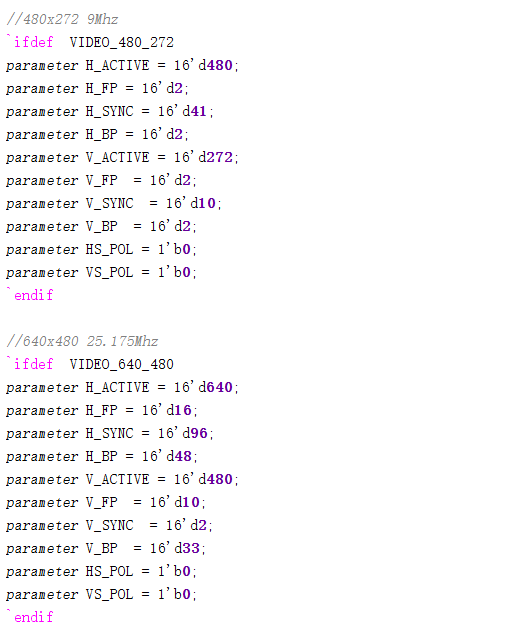 //480x272 9Mhz
`ifdef  VIDEO_480_272
parameter H_ACTIVE = 16'd480;
parameter H_FP = 16'd2;
parameter H_SYNC = 16'd41;
parameter H_BP = 16'd2;
parameter V_ACTIVE = 16'd272;
parameter V_FP  = 16'd2;
parameter V_SYNC  = 16'd10;
parameter V_BP  = 16'd2;
parameter HS_POL = 1'b0;
parameter VS_POL = 1'b0;
`endif
//640x480 25.175Mhz
`ifdef  VIDEO_640_480
parameter H_ACTIVE = 16'd640;
parameter H_FP = 16'd16;
parameter H_SYNC = 16'd96;
parameter H_BP = 16'd48;
parameter V_ACTIVE = 16'd480;
parameter V_FP  = 16'd10;
parameter V_SYNC  = 16'd2;
parameter V_BP  = 16'd33;
parameter HS_POL = 1'b0;
parameter VS_POL = 1'b0;
`endif